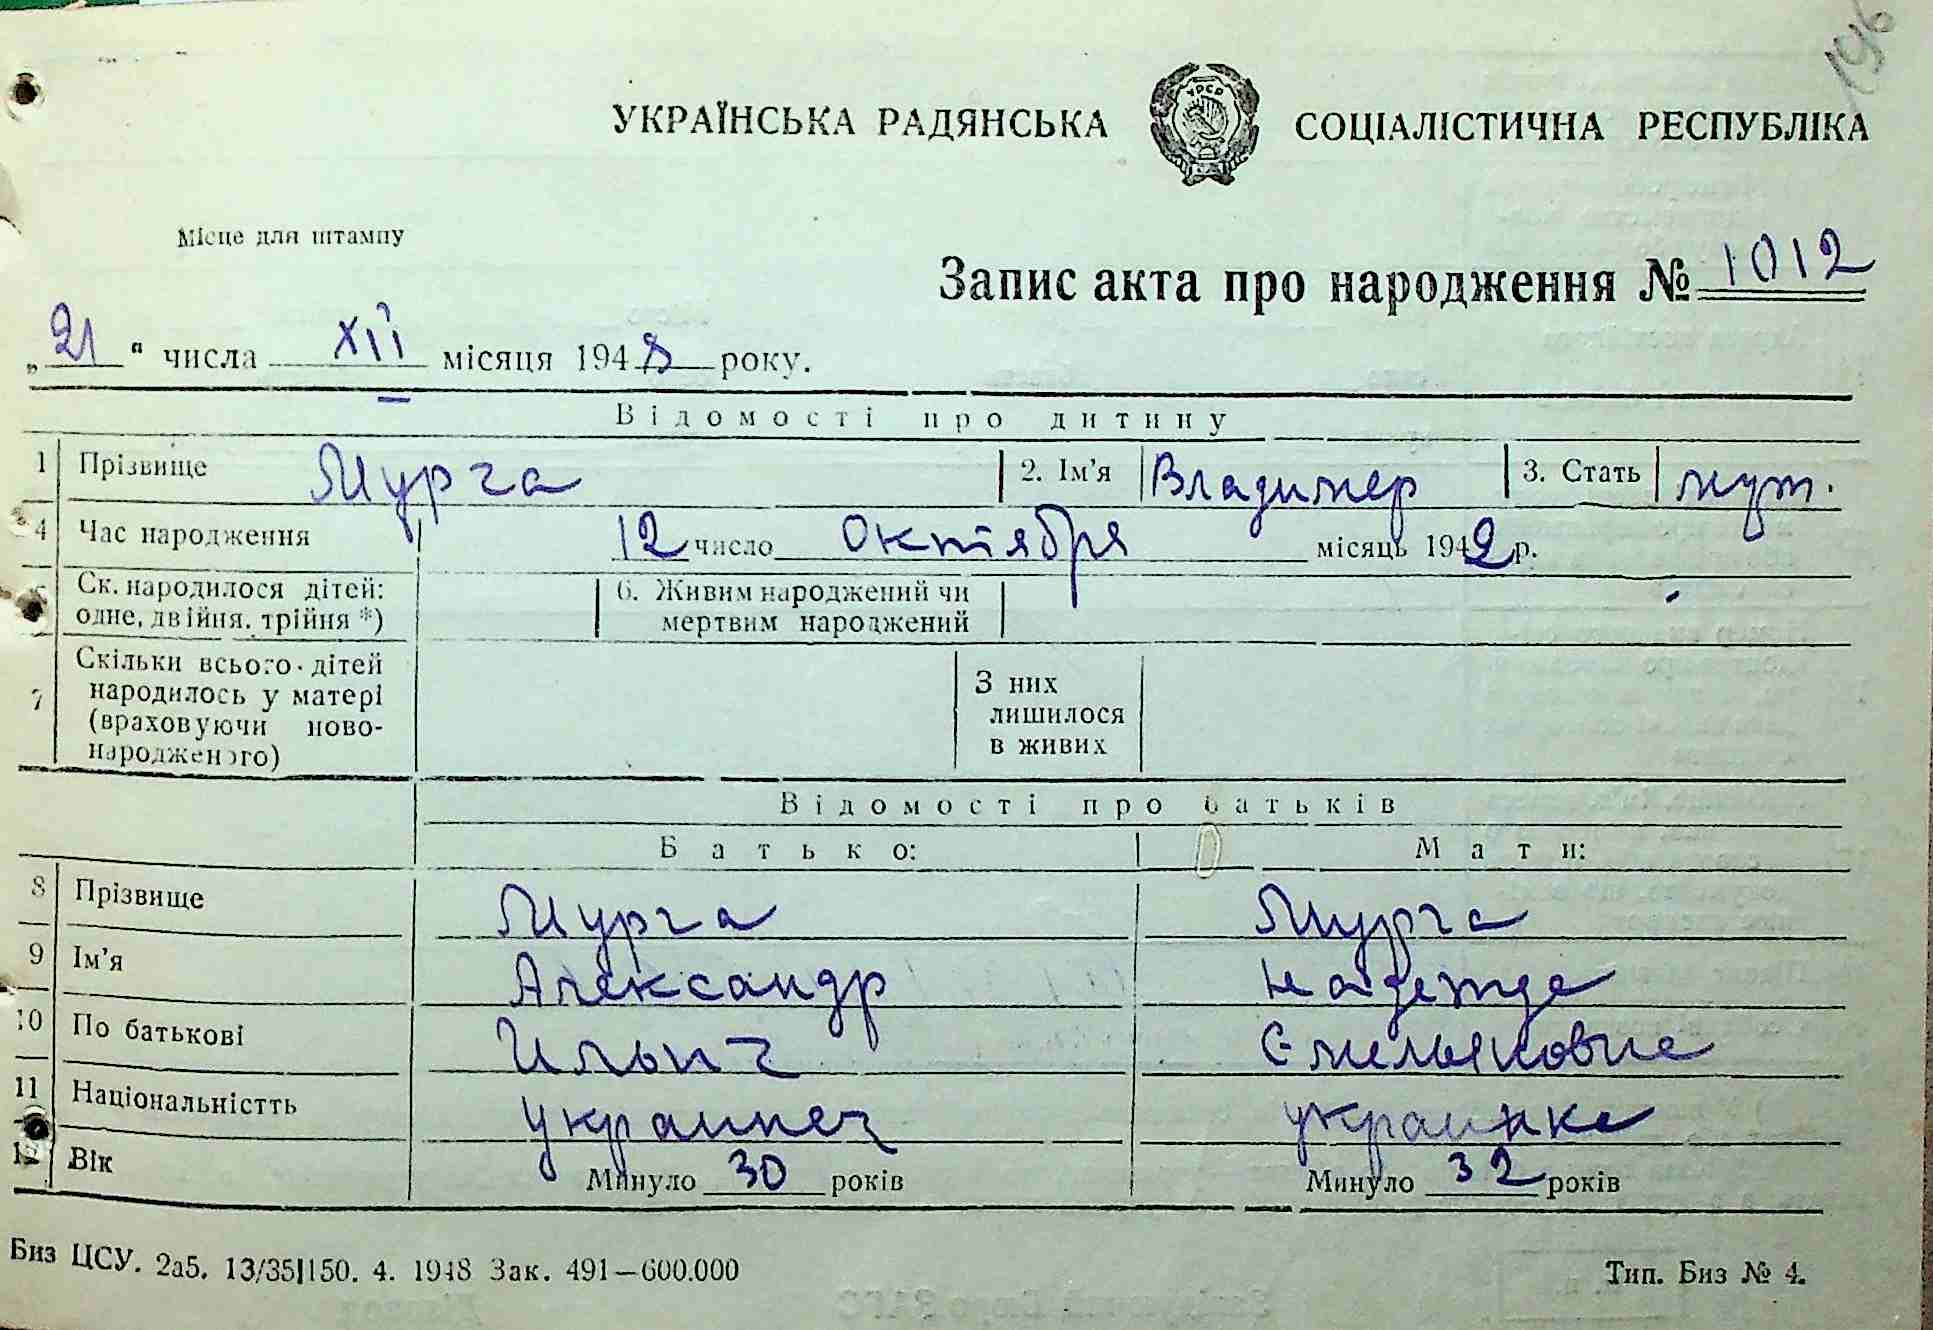 196
УКРАЇНСЬКА РАДЯНСЬКА СОЦІАЛІСТИЧНА РЕСПУБЛІКА
УРСР
Місце для штампу
Запис акта про народження № 1012
„21“ числа XII місяця 1948 року.
Відомості про дитину
1 Прізвище Мурга 2. Ім'я Владимир 3. Стать муж.
4 Час народження 12 число Октября місяць 1942 р.
Ск. народилося дітей: одне, двійня, трійня *) 6. Живим народжений чи мертвим народжений
7 Скільки всього дітей народилось у матері (враховуючи ново-народженого) З них лишилося в живих
Відомості про батьків
Батько: Мати:
8 Прізвище Мурга Мурга
9 Ім'я Александр Надежда
10 По батькові Ильич Емельяновна
11 Національністть украинец украинка
12 Вік Минуло 30 років Минуло 32 років
Биз ЦСУ. 2а5. 13/35|150. 4. 1948 Зак. 491—600.000 Тип. Биз № 4.